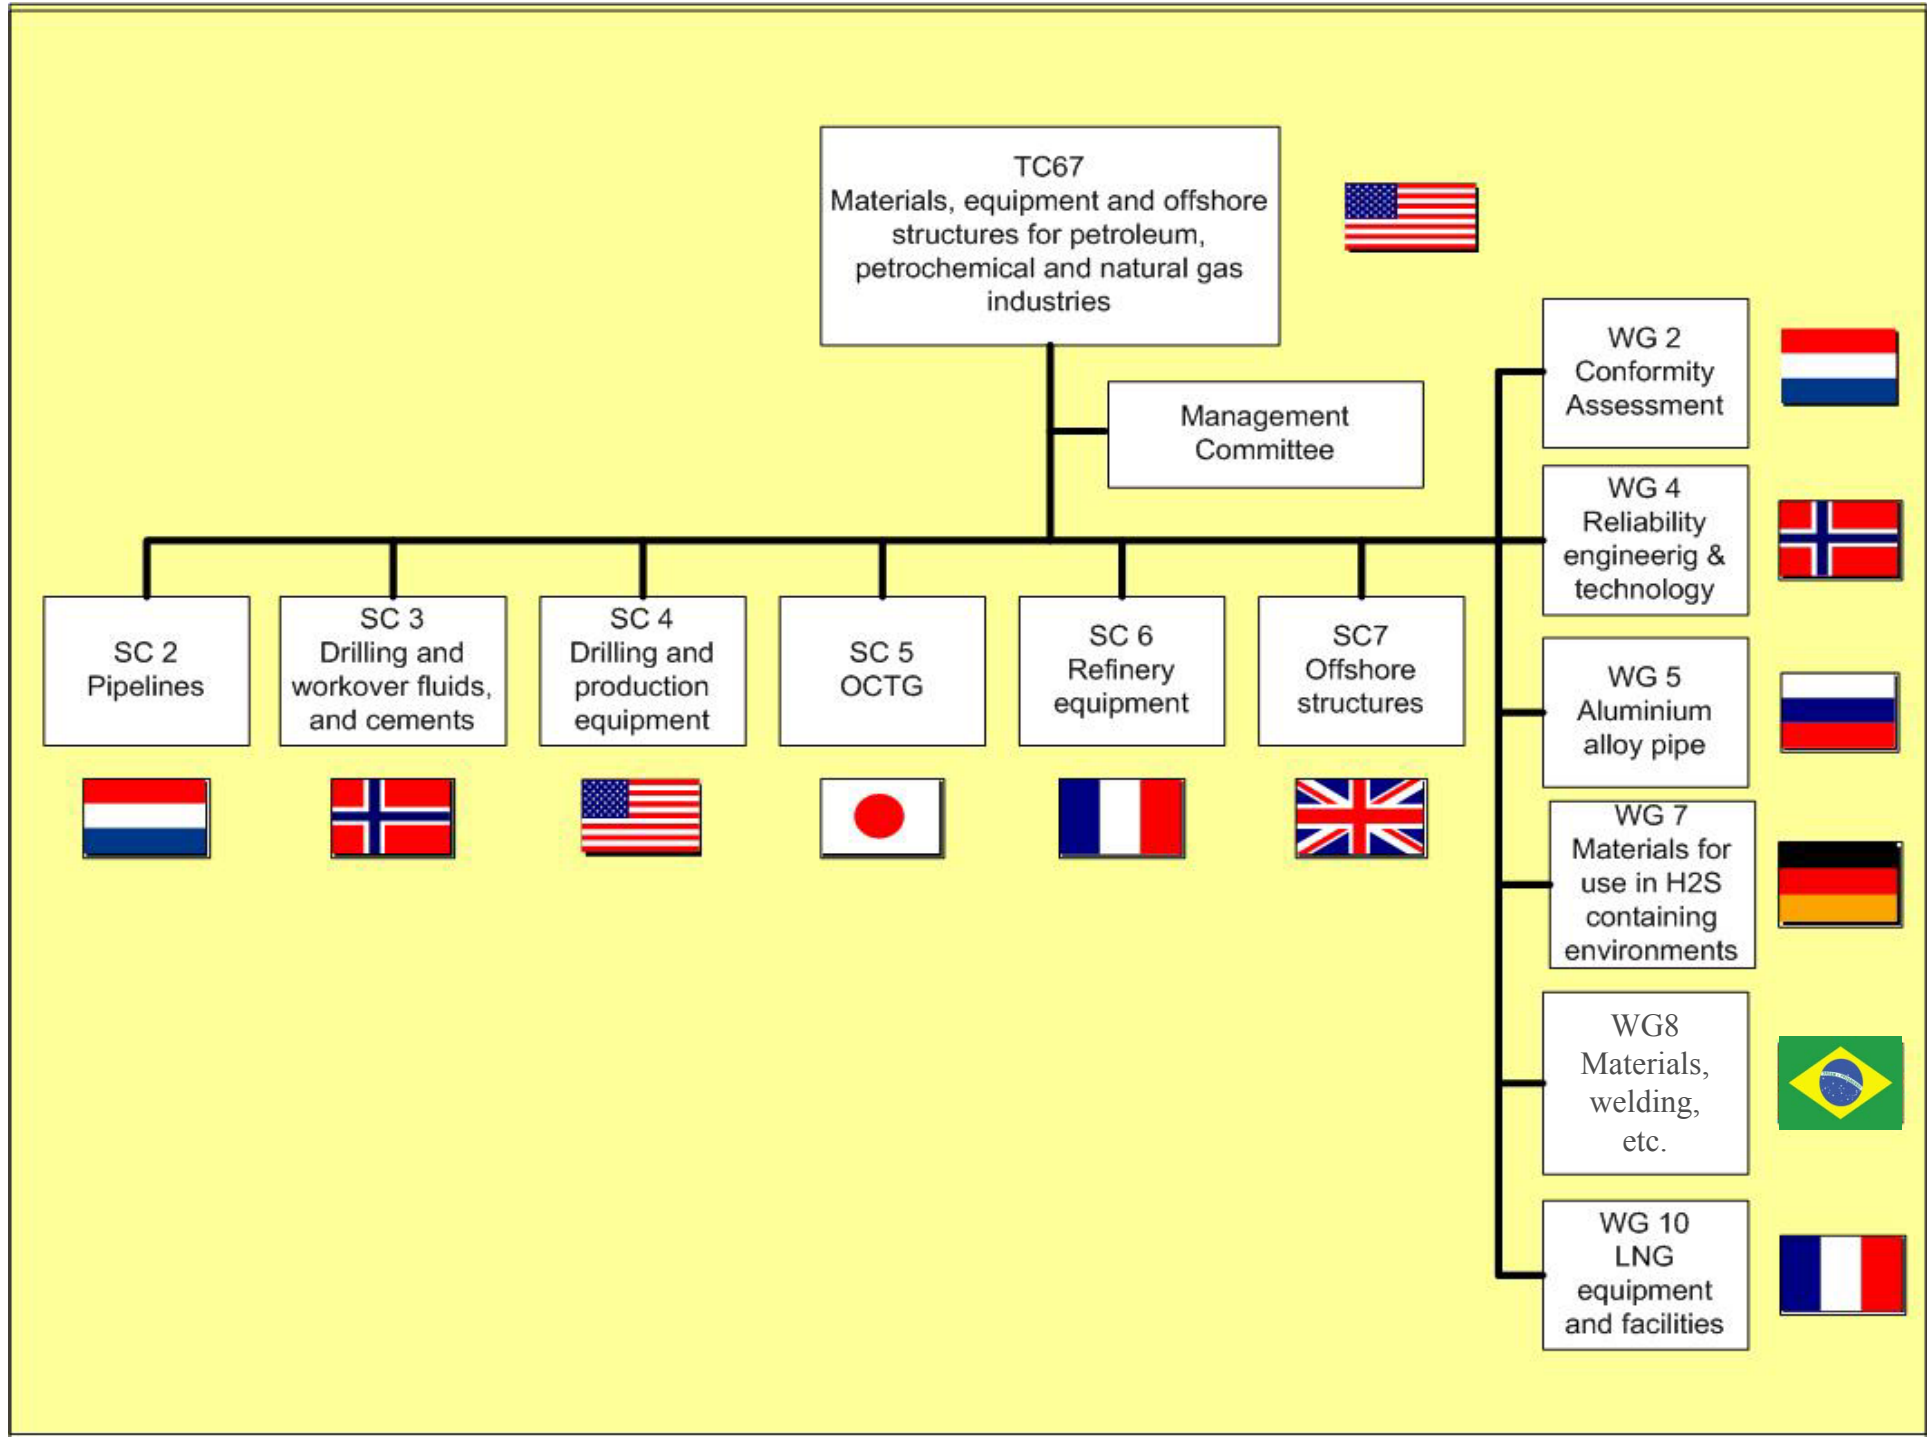 TC67
Materials, equipment and offshore
structures for petroleum,
petrochemical and natural gas
industries
Management
Committee
SC 2
Pipelines
SC 3
Drilling and
workover fluids,
and cements
SC 4
Drilling and
production
equipment
SC 5
OCTG
SC 6
Refinery
equipment
SC7
Offshore
structures
WG 2
Conformity
Assessment
WG 4
Reliability
engineerig &
technology
WG 5
Aluminium
alloy pipe
WG 7
Materials for
use in H2S
containing
environments
WG8
Materials,
welding,
etc.
WG 10
LNG
equipment
and facilities